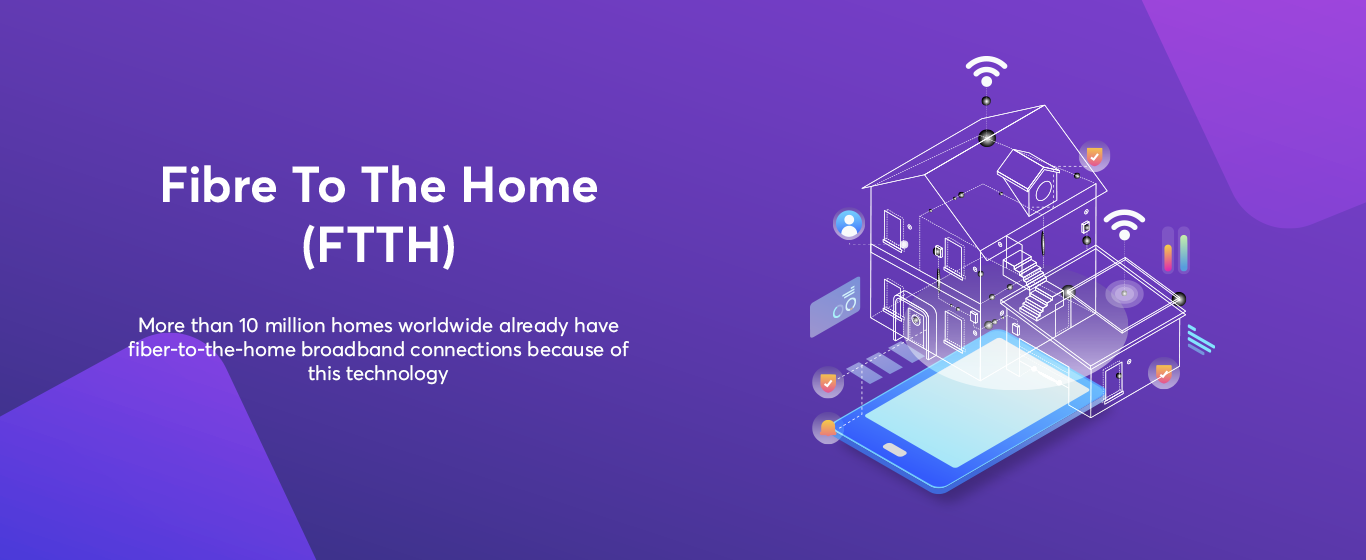 Fibre To The Home
(FTTH)
More than 10 million homes worldwide already have
fiber-to-the-home broadband connections because of
this technology